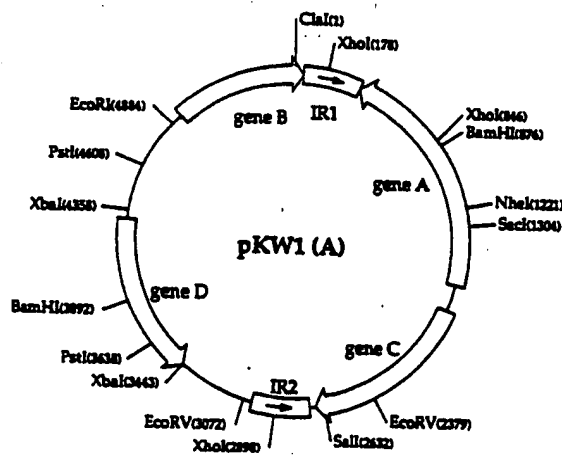 ClaI(1)
XhoI(178)
XhoI(846)
BamHI(876)
NheI(1221)
SacI(1304)
EcoRV(2379)
SalI(2632)
XhoI(2898)
EcoRV(3072)
XbaI(3443)
PstI(3638)
BamHI(3892)
XbaI(4358)
PstI(4608)
EcoRI(4884)
gene B
IR1
gene A
pKW1 (A)
gene D
gene C
IR2